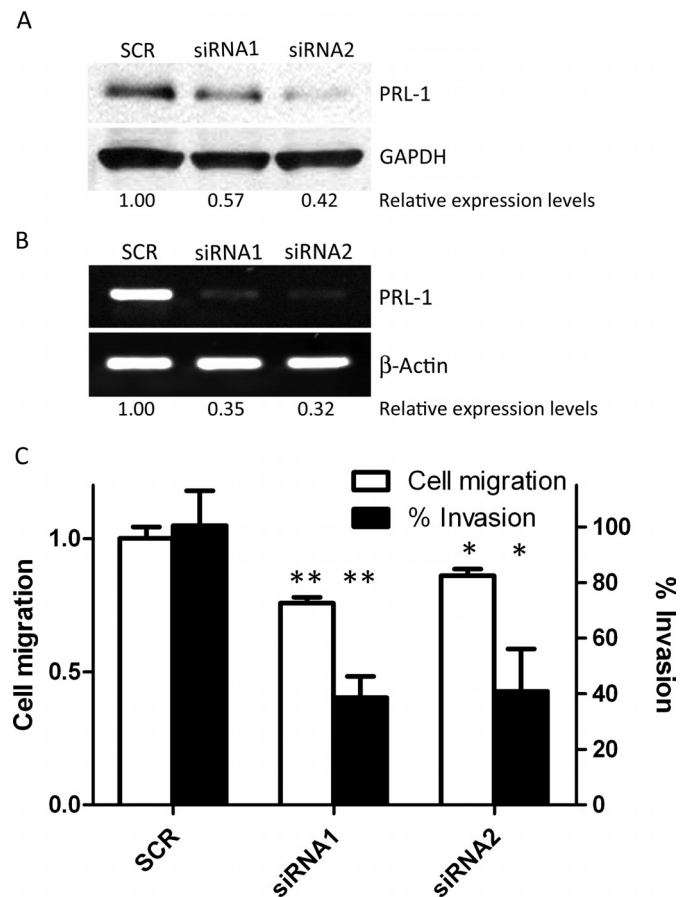 A
SCR siRNA1 siRNA2
PRL-1
GAPDH
1.00 0.57 0.42 Relative expression levels
B
SCR siRNA1 siRNA2
PRL-1
β-Actin
1.00 0.35 0.32 Relative expression levels
C
Cell migration
% Invasion
** ** * *
Cell migration
1.0
0.5
0.0
% Invasion
100
80
60
40
20
0
SCR
siRNA1
siRNA2